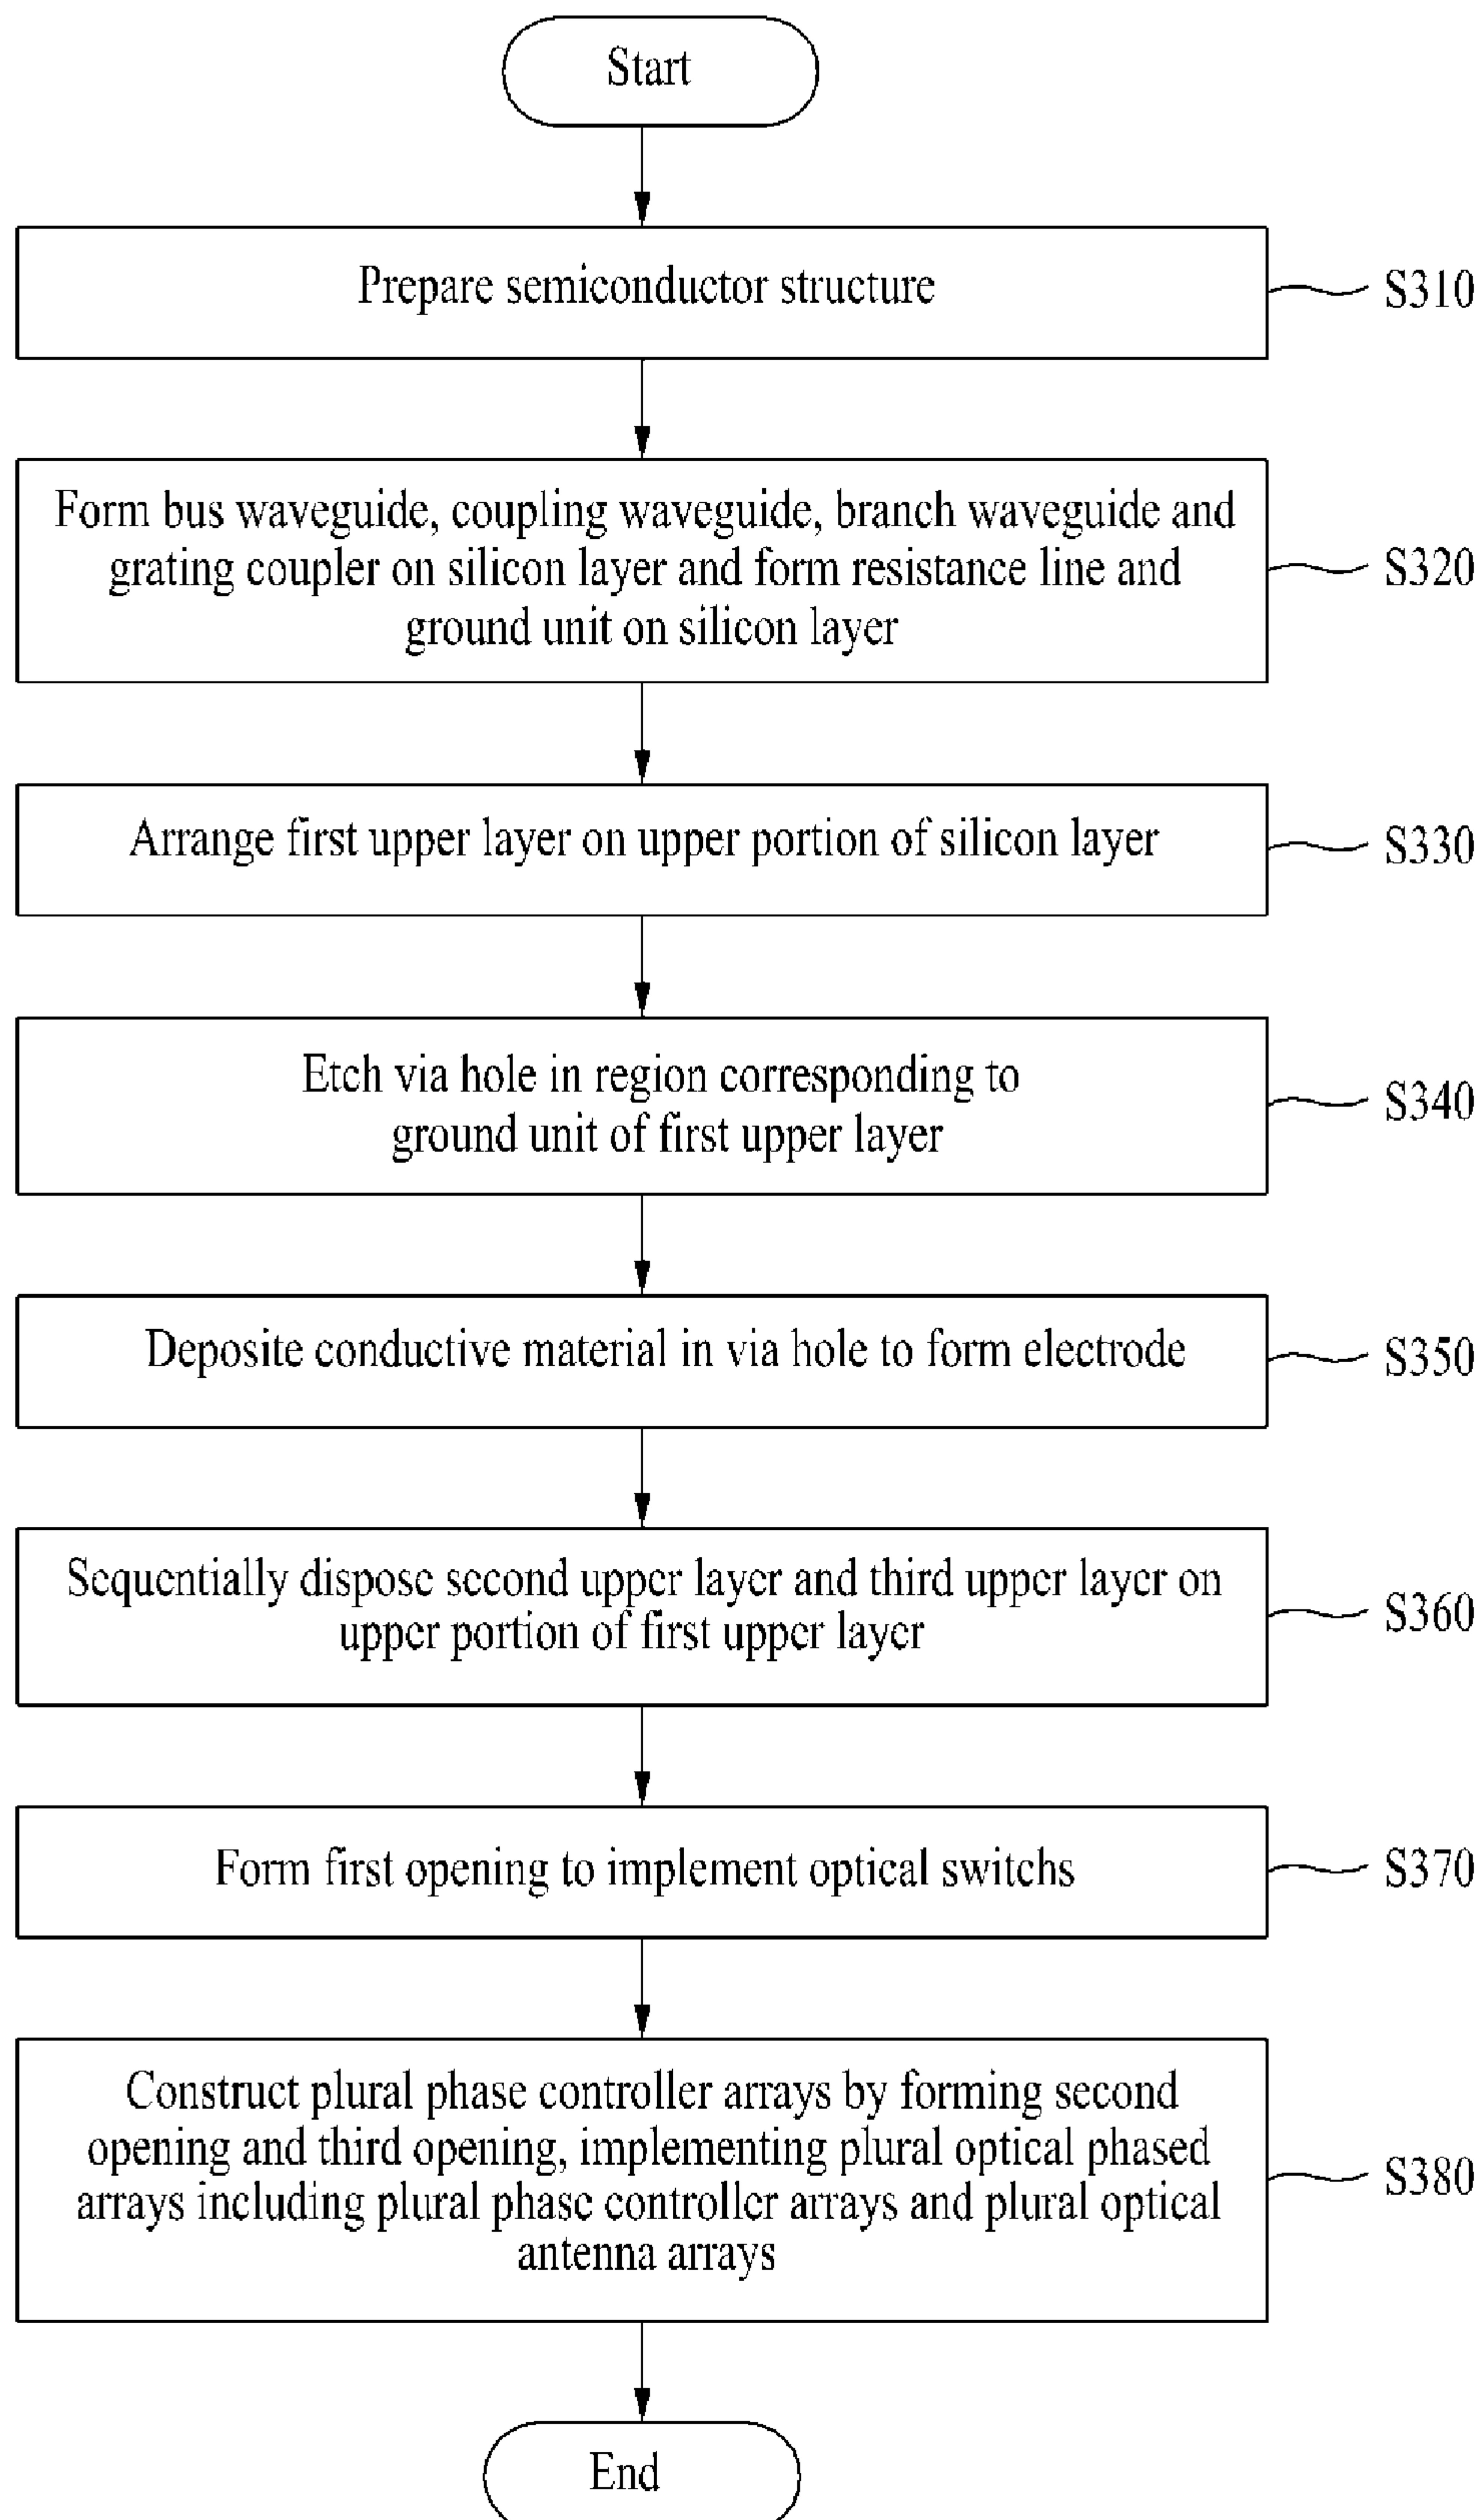 Start
Prepare semiconductor structure
S310
Form bus waveguide, coupling waveguide, branch waveguide and
grating coupler on silicon layer and form resistance line and
ground unit on silicon layer
S320
Arrange first upper layer on upper portion of silicon layer
S330
Etch via hole in region corresponding to
ground unit of first upper layer
S340
Deposite conductive material in via hole to form electrode
S350
Sequentially dispose second upper layer and third upper layer on
upper portion of first upper layer
S360
Form first opening to implement optical switchs
S370
Construct plural phase controller arrays by forming second
opening and third opening, implementing plural optical phased
arrays including plural phase controller arrays and plural optical
antenna arrays
S380
End